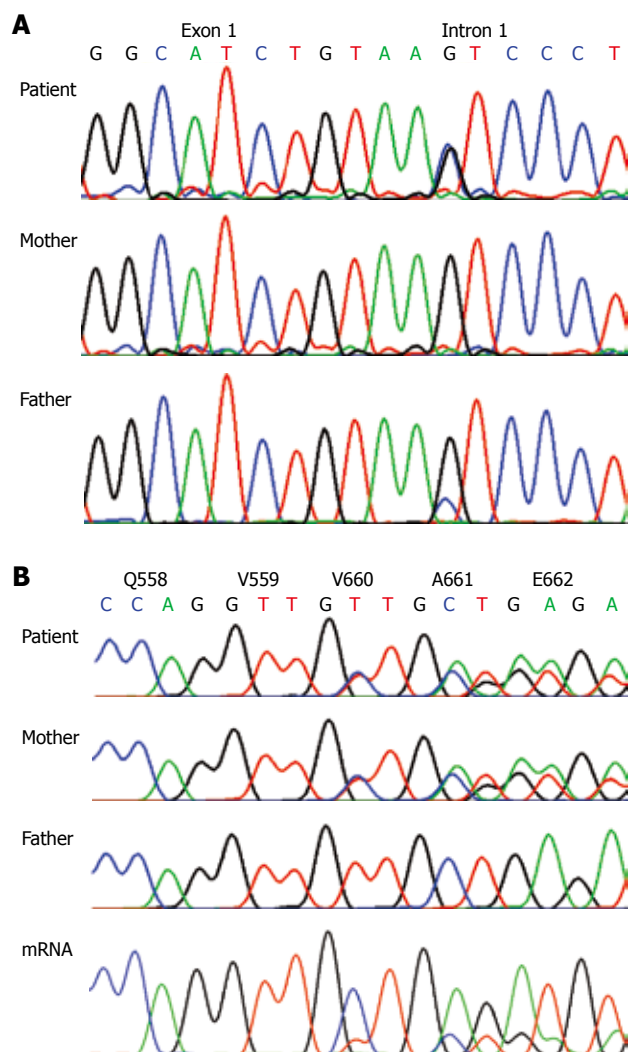 A
Exon 1 Intron 1
G G C A T C T G T A A G T C C C T
Patient
Mother
Father
B
Q558 V559 V660 A661 E662
C C A G G T T G T T G C T G A G A
Patient
Mother
Father
mRNA